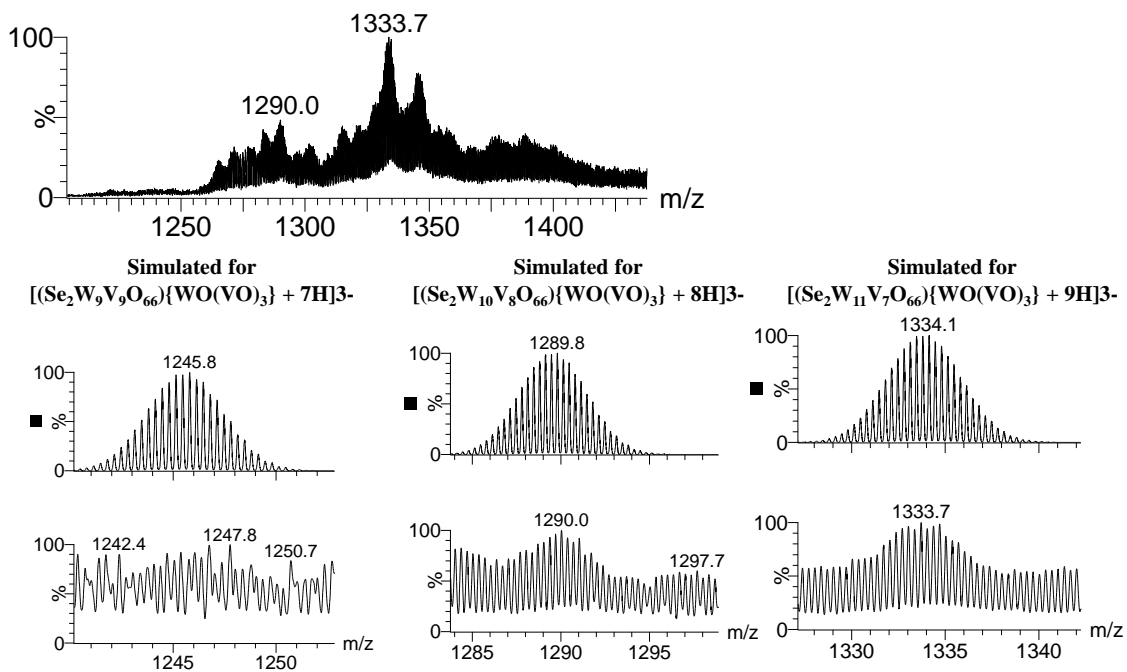 1333.7
100
1290.0
%
0
m/z
1250 1300 1350 1400
Simulated for
[(Se₂W₉V₉O₆₆){WO(VO)₃} + 7H]3-
Simulated for
[(Se₂W₁₀V₈O₆₆){WO(VO)₃} + 8H]3-
Simulated for
[(Se₂W₁₁V₇O₆₆){WO(VO)₃} + 9H]3-
1245.8
100
%
0
1289.8
100
%
0
1334.1
100
%
0
1242.4 1247.8 1250.7
100
%
0
m/z
1245 1250
1290.0
1297.7
100
%
0
m/z
1285 1290 1295
1333.7
100
%
0
m/z
1330 1335 1340